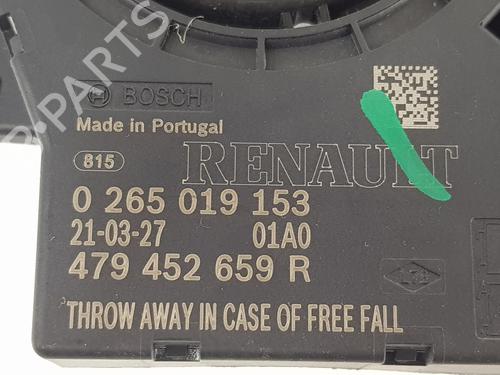 PARTS
BOSCH
Made in Portugal
815
RENAULT
0 265 019 153
21-03-27 01A0
479 452 659 R
THROW AWAY IN CASE OF FREE FALL